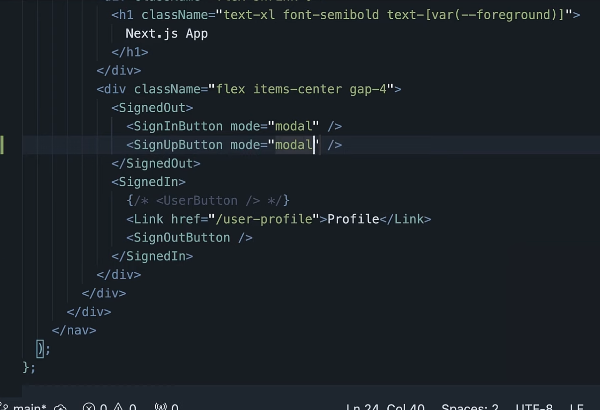 <h1 className="text-xl font-semibold text-[var(--foreground)]">
Next.js App
</h1>
</div>
<div className="flex items-center gap-4">
<SignedOut>
<SignInButton mode="modal" />
<SignUpButton mode="modal" />
</SignedOut>
<SignedIn>
{/* <UserButton /> */}
<Link href="/user-profile">Profile</Link>
<SignOutButton />
</SignedIn>
</div>
</div>
</div>
</nav>
);
};
main* 0 0 0 Ln 24, Col 40 Spaces: 2 UTF-8 LF